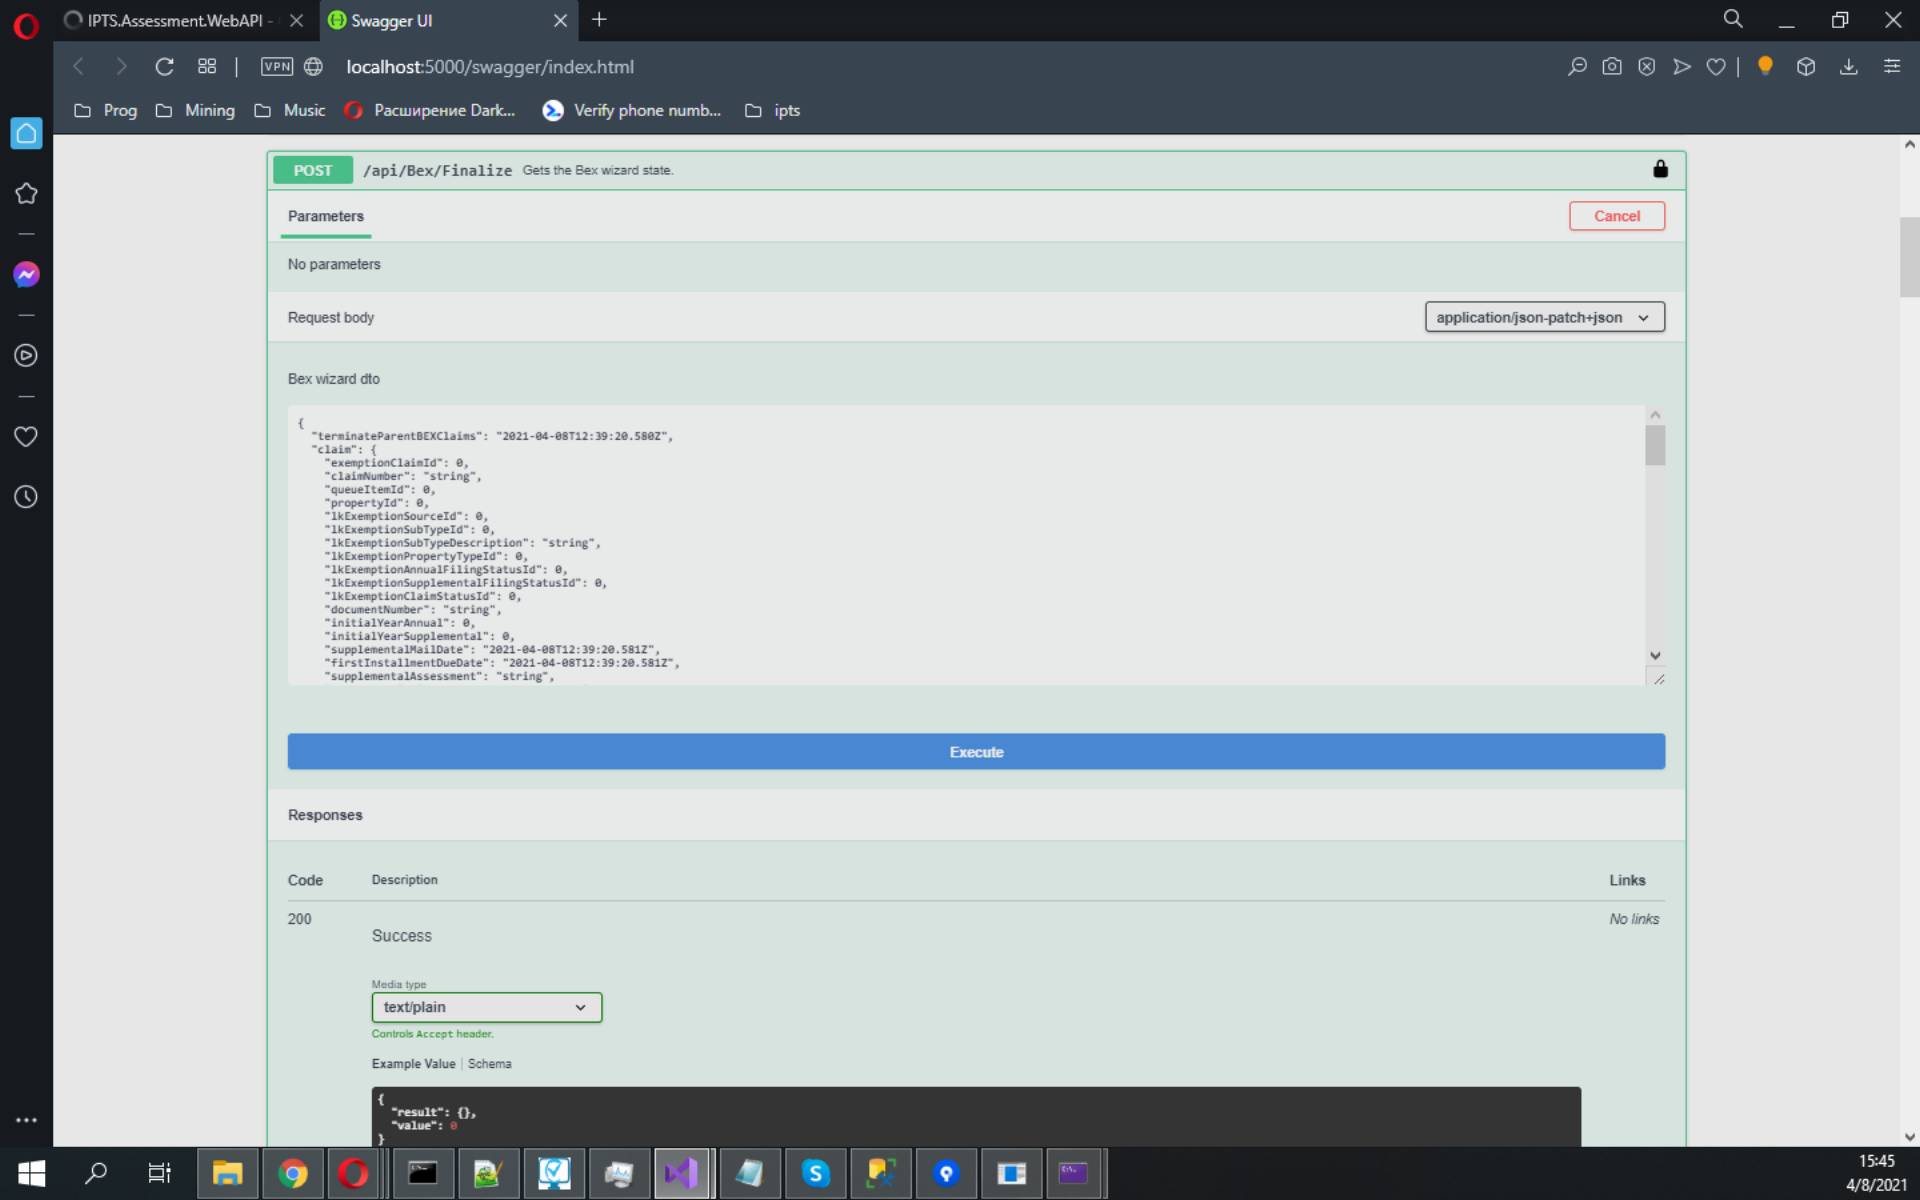 IPTS.Assessment.WebAPI -
Swagger UI
VPN
localhost:5000/swagger/index.html
Prog
Mining
Music
Расширение Dark...
Verify phone numb...
ipts
POST
/api/Bex/Finalize
Gets the Bex wizard state.
Parameters
Cancel
No parameters
Request body
application/json-patch+json
Bex wizard dto
{
"terminateParentBEXClaims": "2021-04-08T12:39:20.580Z",
"claim": {
"exemptionClaimId": 0,
"claimNumber": "string",
"queueItemId": 0,
"propertyId": 0,
"lkExemptionSourceId": 0,
"lkExemptionSubTypeId": 0,
"lkExemptionSubTypeDescription": "string",
"lkExemptionPropertyTypeId": 0,
"lkExemptionAnnualFilingStatusId": 0,
"lkExemptionSupplementalFilingStatusId": 0,
"lkExemptionClaimStatusId": 0,
"documentNumber": "string",
"initialYearAnnual": 0,
"initialYearSupplemental": 0,
"supplementalMailDate": "2021-04-08T12:39:20.581Z",
"firstInstallmentDueDate": "2021-04-08T12:39:20.581Z",
"supplementalAssessment": "string",
Execute
Responses
Code
Description
Links
200
Success
No links
Media type
text/plain
Controls Accept header.
Example Value
Schema
{
"result": {},
"value": 0
}
15:45
4/8/2021